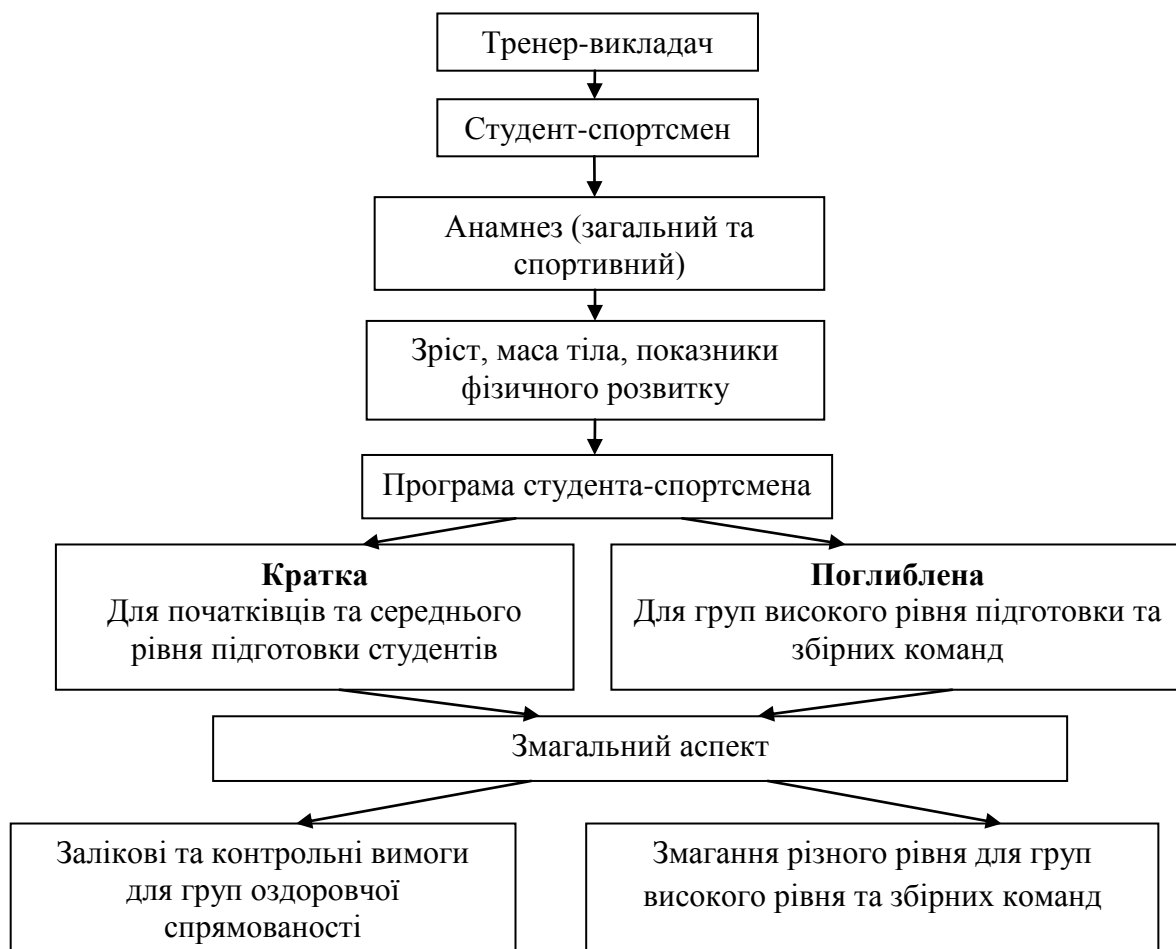 Тренер-викладач
Студент-спортсмен
Анамнез (загальний та
спортивний)
Зріст, маса тіла, показники
фізичного розвитку
Програма студента-спортсмена
Кратка
Для початківців та середнього
рівня підготовки студентів
Поглиблена
Для груп високого рівня підготовки та
збірних команд
Змагальний аспект
Залікові та контрольні вимоги
для груп оздоровчої
спрямованості
Змагання різного рівня для груп
високого рівня та збірних команд